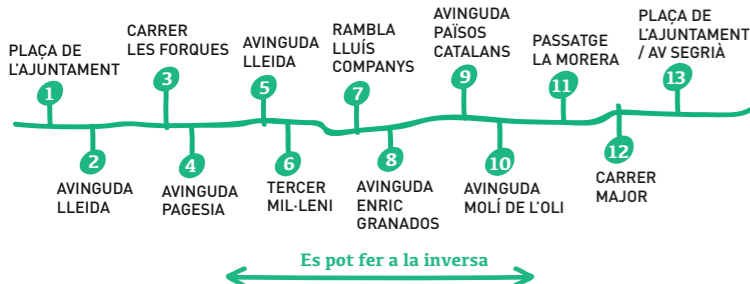 PLAÇA DE
L'AJUNTAMENT
1
2
AVINGUDA
LLEIDA
CARRER
LES FORQUES
3
4
AVINGUDA
PAGESIA
AVINGUDA
LLEIDA
5
6
TERCER
MIL·LENI
RAMBLA
LLUÍS
COMPANYS
7
8
AVINGUDA
ENRIC
GRANADOS
AVINGUDA
PAÏSOS
CATALANS
9
10
AVINGUDA
MOLÍ DE L'OLI
PASSATGE
LA MORERA
11
12
CARRER
MAJOR
PLAÇA DE
L'AJUNTAMENT
/ AV SEGRIÀ
13
Es pot fer a la inversa